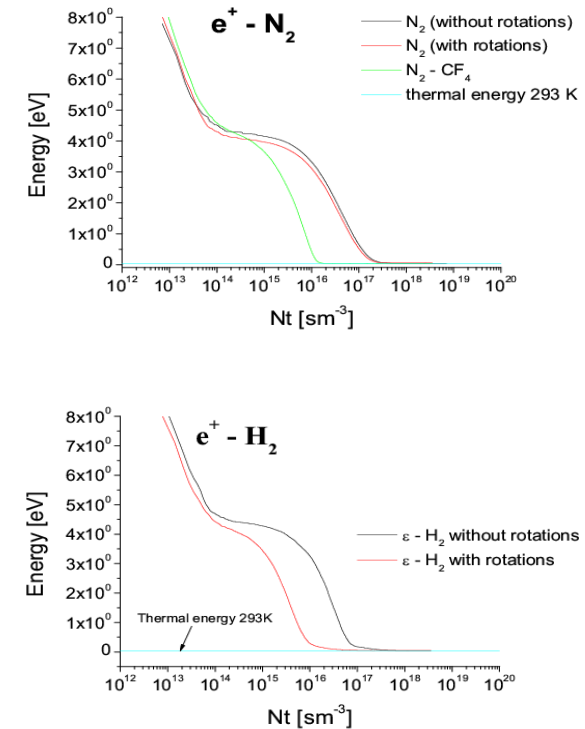 e⁺ - N₂
N₂ (without rotations)
N₂ (with rotations)
N₂ - CF₄
thermal energy 293 K
8x10⁰
7x10⁰
6x10⁰
5x10⁰
4x10⁰
3x10⁰
2x10⁰
1x10⁰
0
Energy [eV]
10¹² 10¹³ 10¹⁴ 10¹⁵ 10¹⁶ 10¹⁷ 10¹⁸ 10¹⁹ 10²⁰
Nt [sm⁻³]
e⁺ - H₂
8x10⁰
7x10⁰
6x10⁰
5x10⁰
4x10⁰
3x10⁰
2x10⁰
1x10⁰
0
Energy [eV]
ε - H₂ without rotations
ε - H₂ with rotations
Thermal energy 293K
10¹² 10¹³ 10¹⁴ 10¹⁵ 10¹⁶ 10¹⁷ 10¹⁸ 10¹⁹ 10²⁰
Nt [sm⁻³]